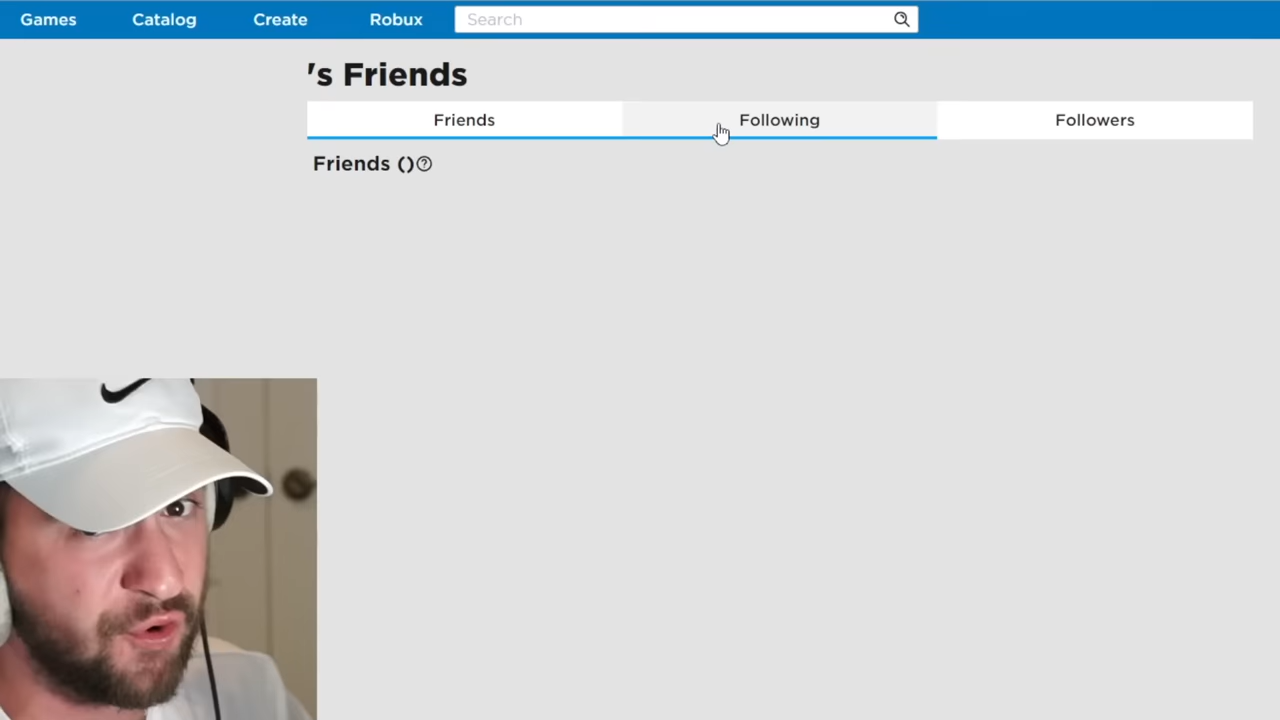 Games Catalog Create Robux Search
's Friends
Friends Following Followers
Friends ()